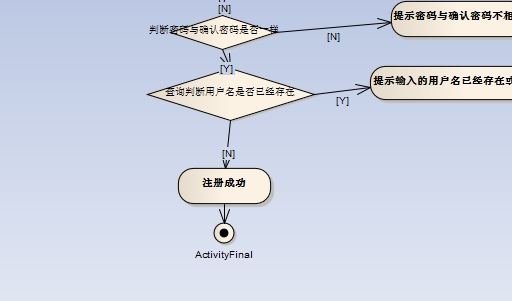 [N]
判断密码与确认密码是否一样
提示密码与确认密码不相
[N]
[Y]
查询判断用户名是否已经存在
提示输入的用户名已经存在或
[Y]
[N]
注册成功
ActivityFinal